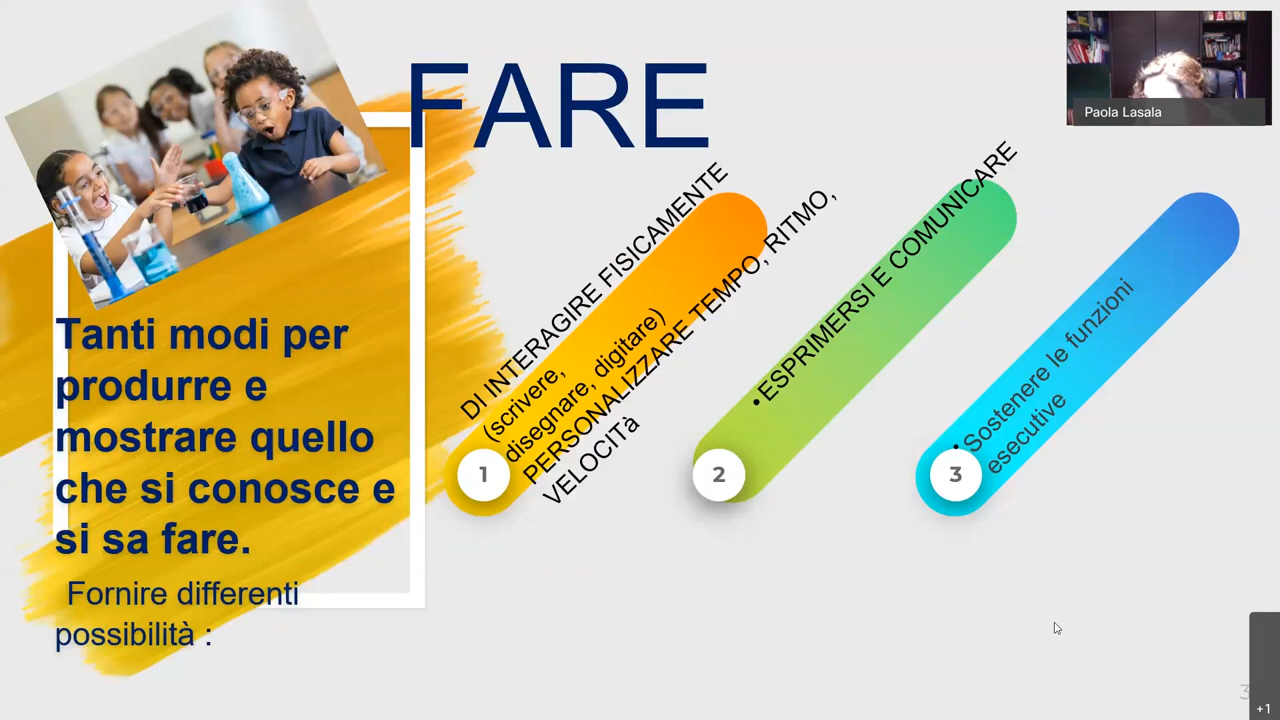 FARE
Paola Lasala
Tanti modi per
produrre e
mostrare quello
che si conosce e
si sa fare.
Fornire differenti
possibilità :
DI INTERAGIRE FISICAMENTE
(scrivere,
disegnare, digitare)
PERSONALIZZARE TEMPO, RITMO,
VELOCITà
1
•ESPRIMERSI E COMUNICARE
2
• Sostenere le funzioni
esecutive
3
+1